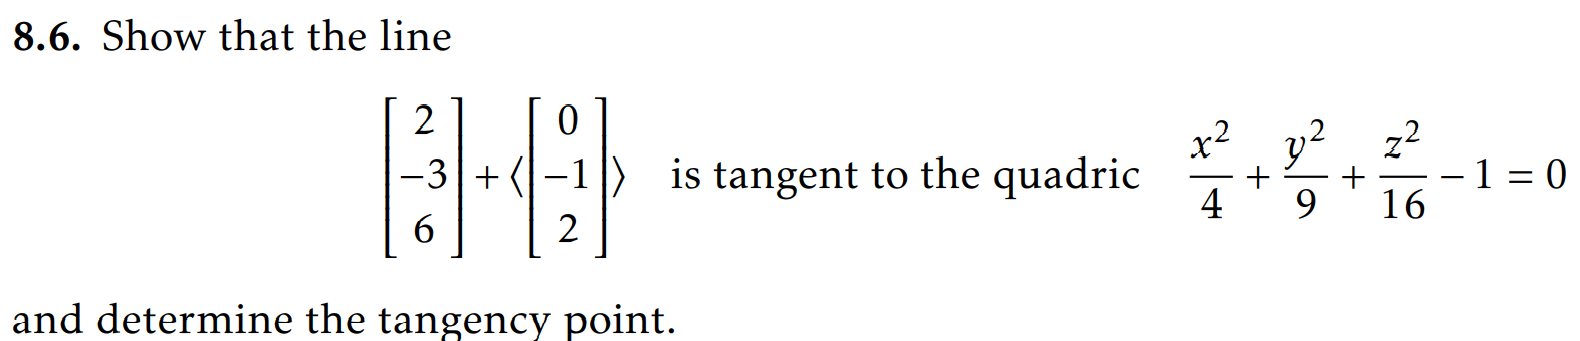 8.6. Show that the line
[2 −3 6] + ⟨[0 −1 2]⟩ is tangent to the quadric x²/4 + y²/9 + z²/16 − 1 = 0
and determine the tangency point.